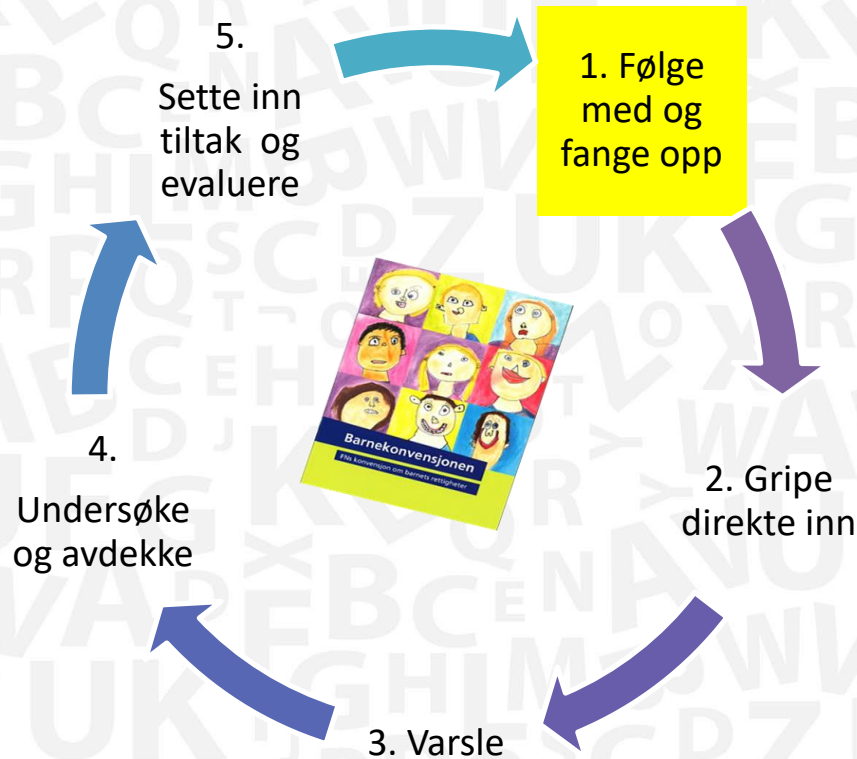 1. Følge
med og
fange opp
2. Gripe
direkte inn
3. Varsle
4.
Undersøke
og avdekke
5.
Sette inn
tiltak og
evaluere
Barnekonvensjonen
FNs konvensjon om barnets rettigheter